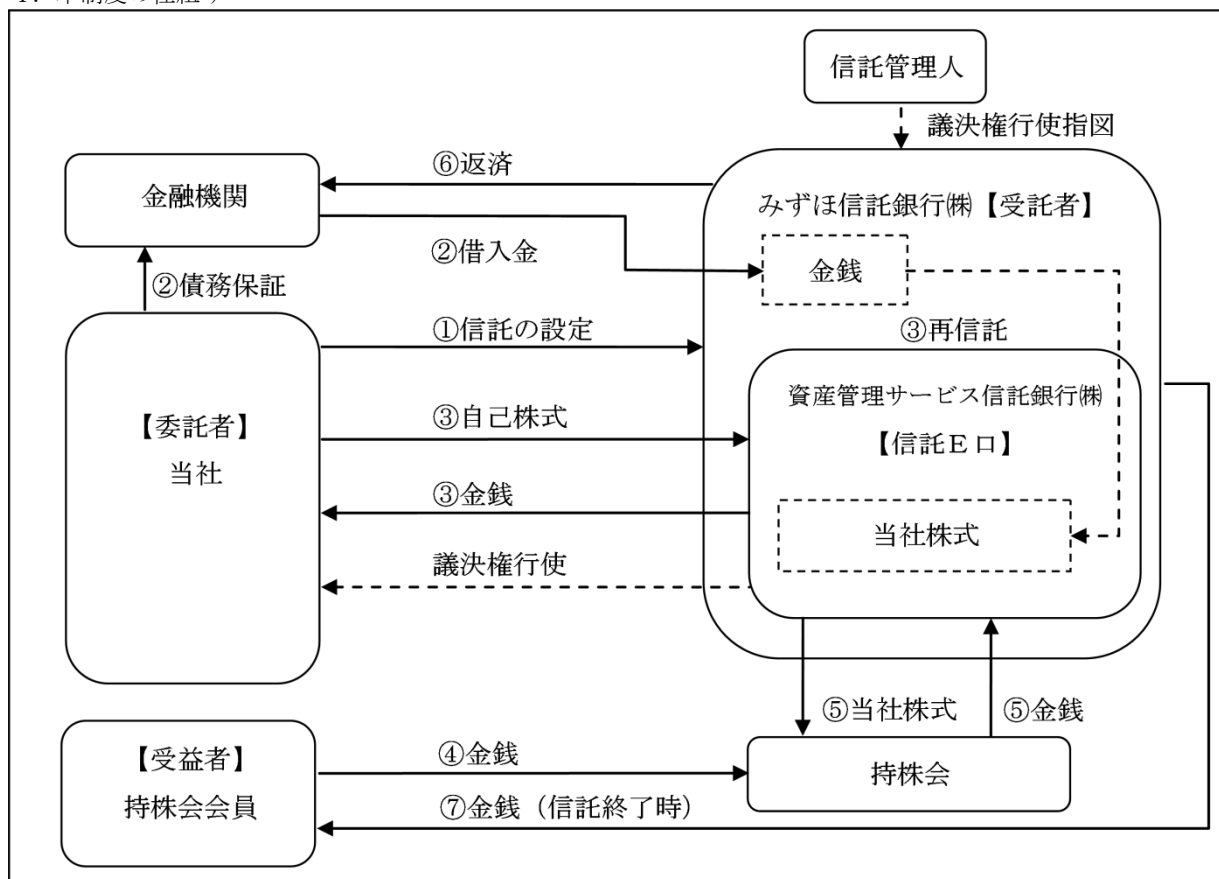 信託管理人
議決権行使指図
⑥返済
金融機関
みずほ信託銀行㈱【受託者】
②借入金
金銭
②債務保証
①信託の設定
③再信託
資産管理サービス信託銀行㈱
③自己株式
【信託E口】
【委託者】
当社
③金銭
当社株式
議決権行使
⑤当社株式
⑤金銭
【受益者】
持株会会員
④金銭
持株会
⑦金銭（信託終了時）